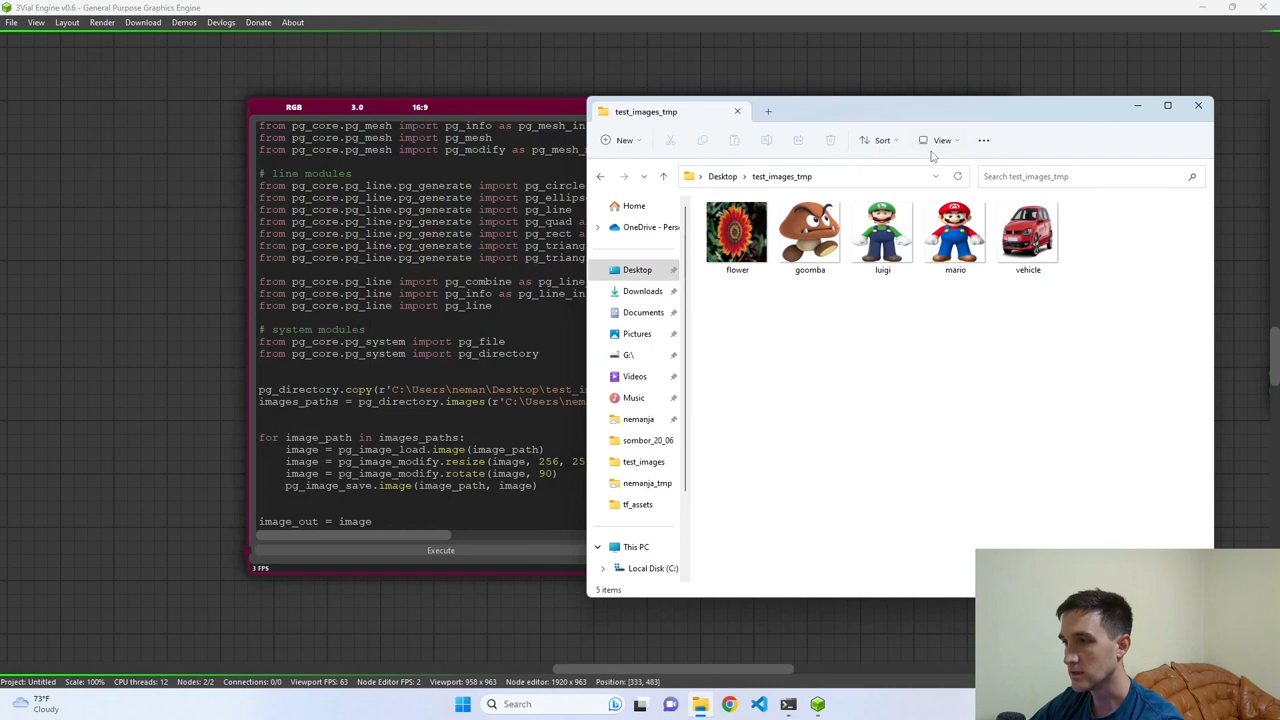 3Vial Engine v0.6 - General Purpose Graphics Engine
File View Layout Render Download Demos Devlogs Donate About
RGB 3.0 16:9
from pg_core.pg_mesh import pg_info as pg_mesh_in
from pg_core.pg_mesh import pg_mesh
from pg_core.pg_mesh import pg_modify as pg_mesh_m
# line modules
from pg_core.pg_line.pg_generate import pg_circle
from pg_core.pg_line.pg_generate import pg_ellips
from pg_core.pg_line.pg_generate import pg_line
from pg_core.pg_line.pg_generate import pg_quad
from pg_core.pg_line.pg_generate import pg_rect
from pg_core.pg_line.pg_generate import pg_triang
from pg_core.pg_line.pg_generate import pg_triang
from pg_core.pg_line import pg_combine as pg_line
from pg_core.pg_line import pg_info as pg_line_in
from pg_core.pg_line import pg_line
# system modules
from pg_core.pg_system import pg_file
from pg_core.pg_system import pg_directory
pg_directory.copy(r'C:\Users\neman\Desktop\test_i
images_paths = pg_directory.images(r'C:\Users\nem
for image_path in images_paths:
image = pg_image_load.image(image_path)
image = pg_image_modify.resize(image, 256, 25
image = pg_image_modify.rotate(image, 90)
pg_image_save.image(image_path, image)
image_out = image
Execute
3 FPS
test_images_tmp
New Sort View
Desktop test_images_tmp Search test_images_tmp
Home
OneDrive - Pers
Desktop
Downloads
Documents
Pictures
G:\
Videos
Music
nemanja
sombor_20_06
test_images
nemanja_tmp
tf_assets
This PC
Local Disk (C:)
flower goomba luigi mario vehicle
5 items
Project: Untitled Scale: 100% CPU threads: 12 Nodes: 2/2 Connections: 0/0 Viewport FPS: 63 Node Editor FPS: 2 Viewport: 958 x 963 Node editor: 1920 x 963 Position: [333, 483]
73°F
Cloudy
Search